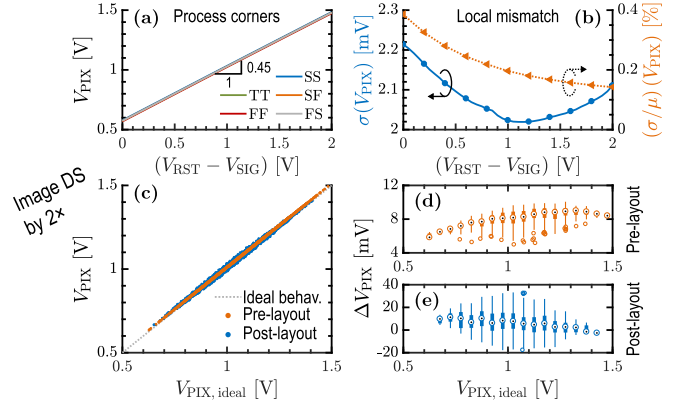 (a) Process corners
1.5
1
0.5
V_PIX [V]
0.45
1
SS
TT
SF
FF
FS
0 0.5 1 1.5 2
(V_RST − V_SIG) [V]
Local mismatch (b)
2.3
2.2
2.1
2
σ(V_PIX) [mV]
0.4
0.2
0
(σ/μ) (V_PIX) [%]
0 0.5 1 1.5 2
(V_RST − V_SIG) [V]
Image DS
by 2×
(c)
1.5
1
0.5
V_PIX [V]
Ideal behav.
Pre-layout
Post-layout
0.5 1 1.5
V_PIX, ideal [V]
(d)
12
8
4
0.5 1 1.5
Pre-layout
ΔV_PIX [mV]
(e)
40
20
0
−20
0.5 1 1.5
Post-layout
V_PIX, ideal [V]